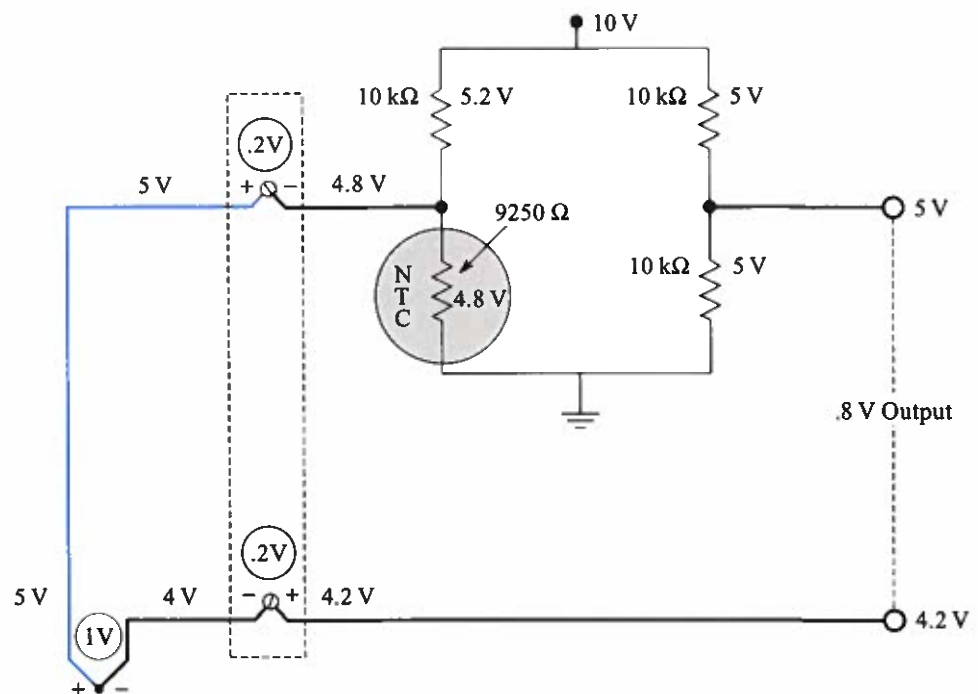 10 V
10 kΩ 5.2 V 10 kΩ 5 V
.2V
5 V + − 4.8 V
9250 Ω
5 V
10 kΩ 5 V
N
T
C
4.8 V
.8 V Output
.2V
5 V 4 V − + 4.2 V
4.2 V
1V
+ −